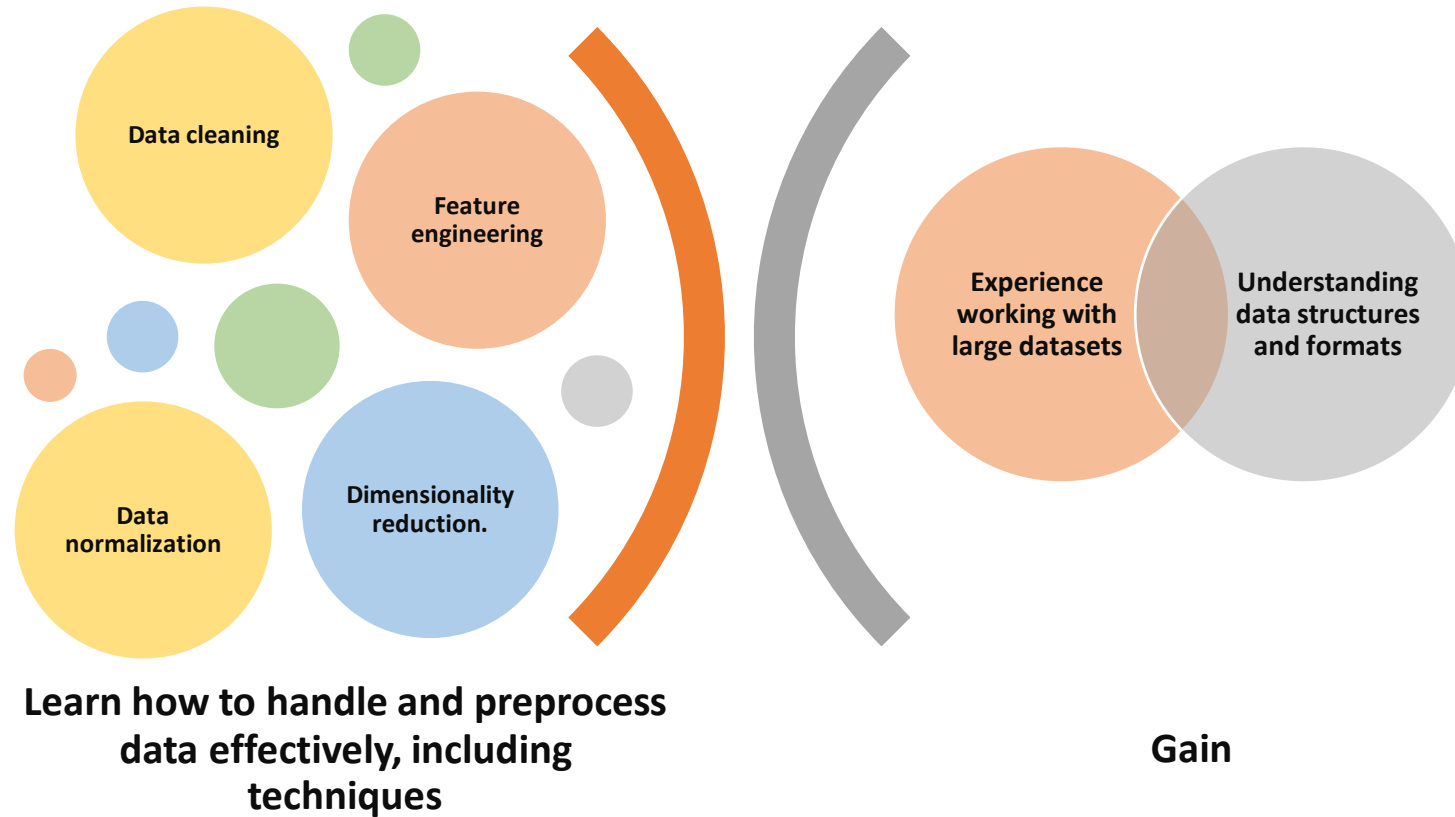 Data cleaning
Feature
engineering
Data
normalization
Dimensionality
reduction.
Learn how to handle and preprocess
data effectively, including
techniques
Experience
working with
large datasets
Understanding
data structures
and formats
Gain